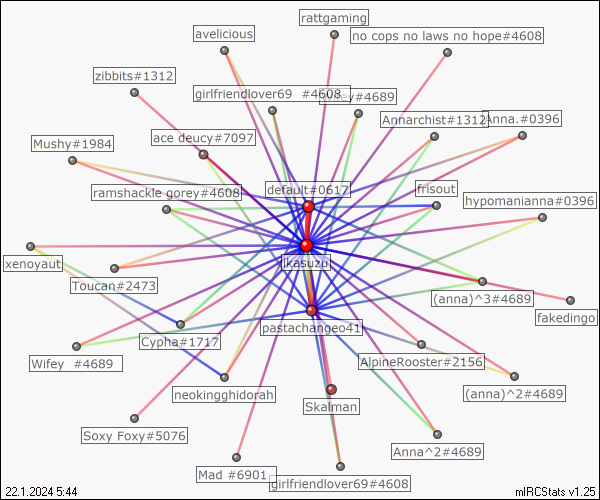 rattgaming
avelicious
no cops no laws no hope#4608
zibbits#1312
girlfriendlover69  #4608
#4689
Annarchist#1312
Anna.#0396
Mushy#1984
ace deucy#7097
default#0617
frisout
ramshackle gorey#4608
hypomanianna#0396
ikasuzu
xenoyaut
Toucan#2473
(anna)^3#4689
fakedingo
pastachangeo41
Cypha#1717
Wifey  #4689
AlpineRooster#2156
neokingghidorah
(anna)^2#4689
Skalman
Soxy Foxy#5076
Anna^2#4689
Mad #6901
girlfriendlover69#4608
22.1.2024 5:44
mIRCStats v1.25